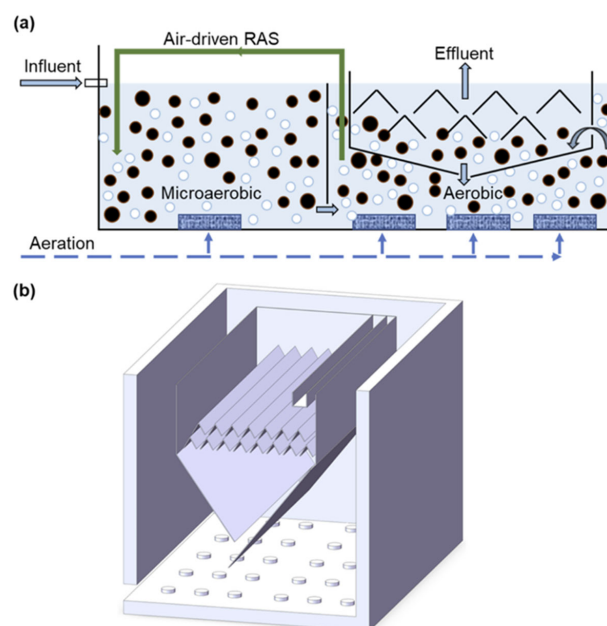 (a)
Air-driven RAS
Influent
Effluent
Microaerobic
Aerobic
Aeration
(b)